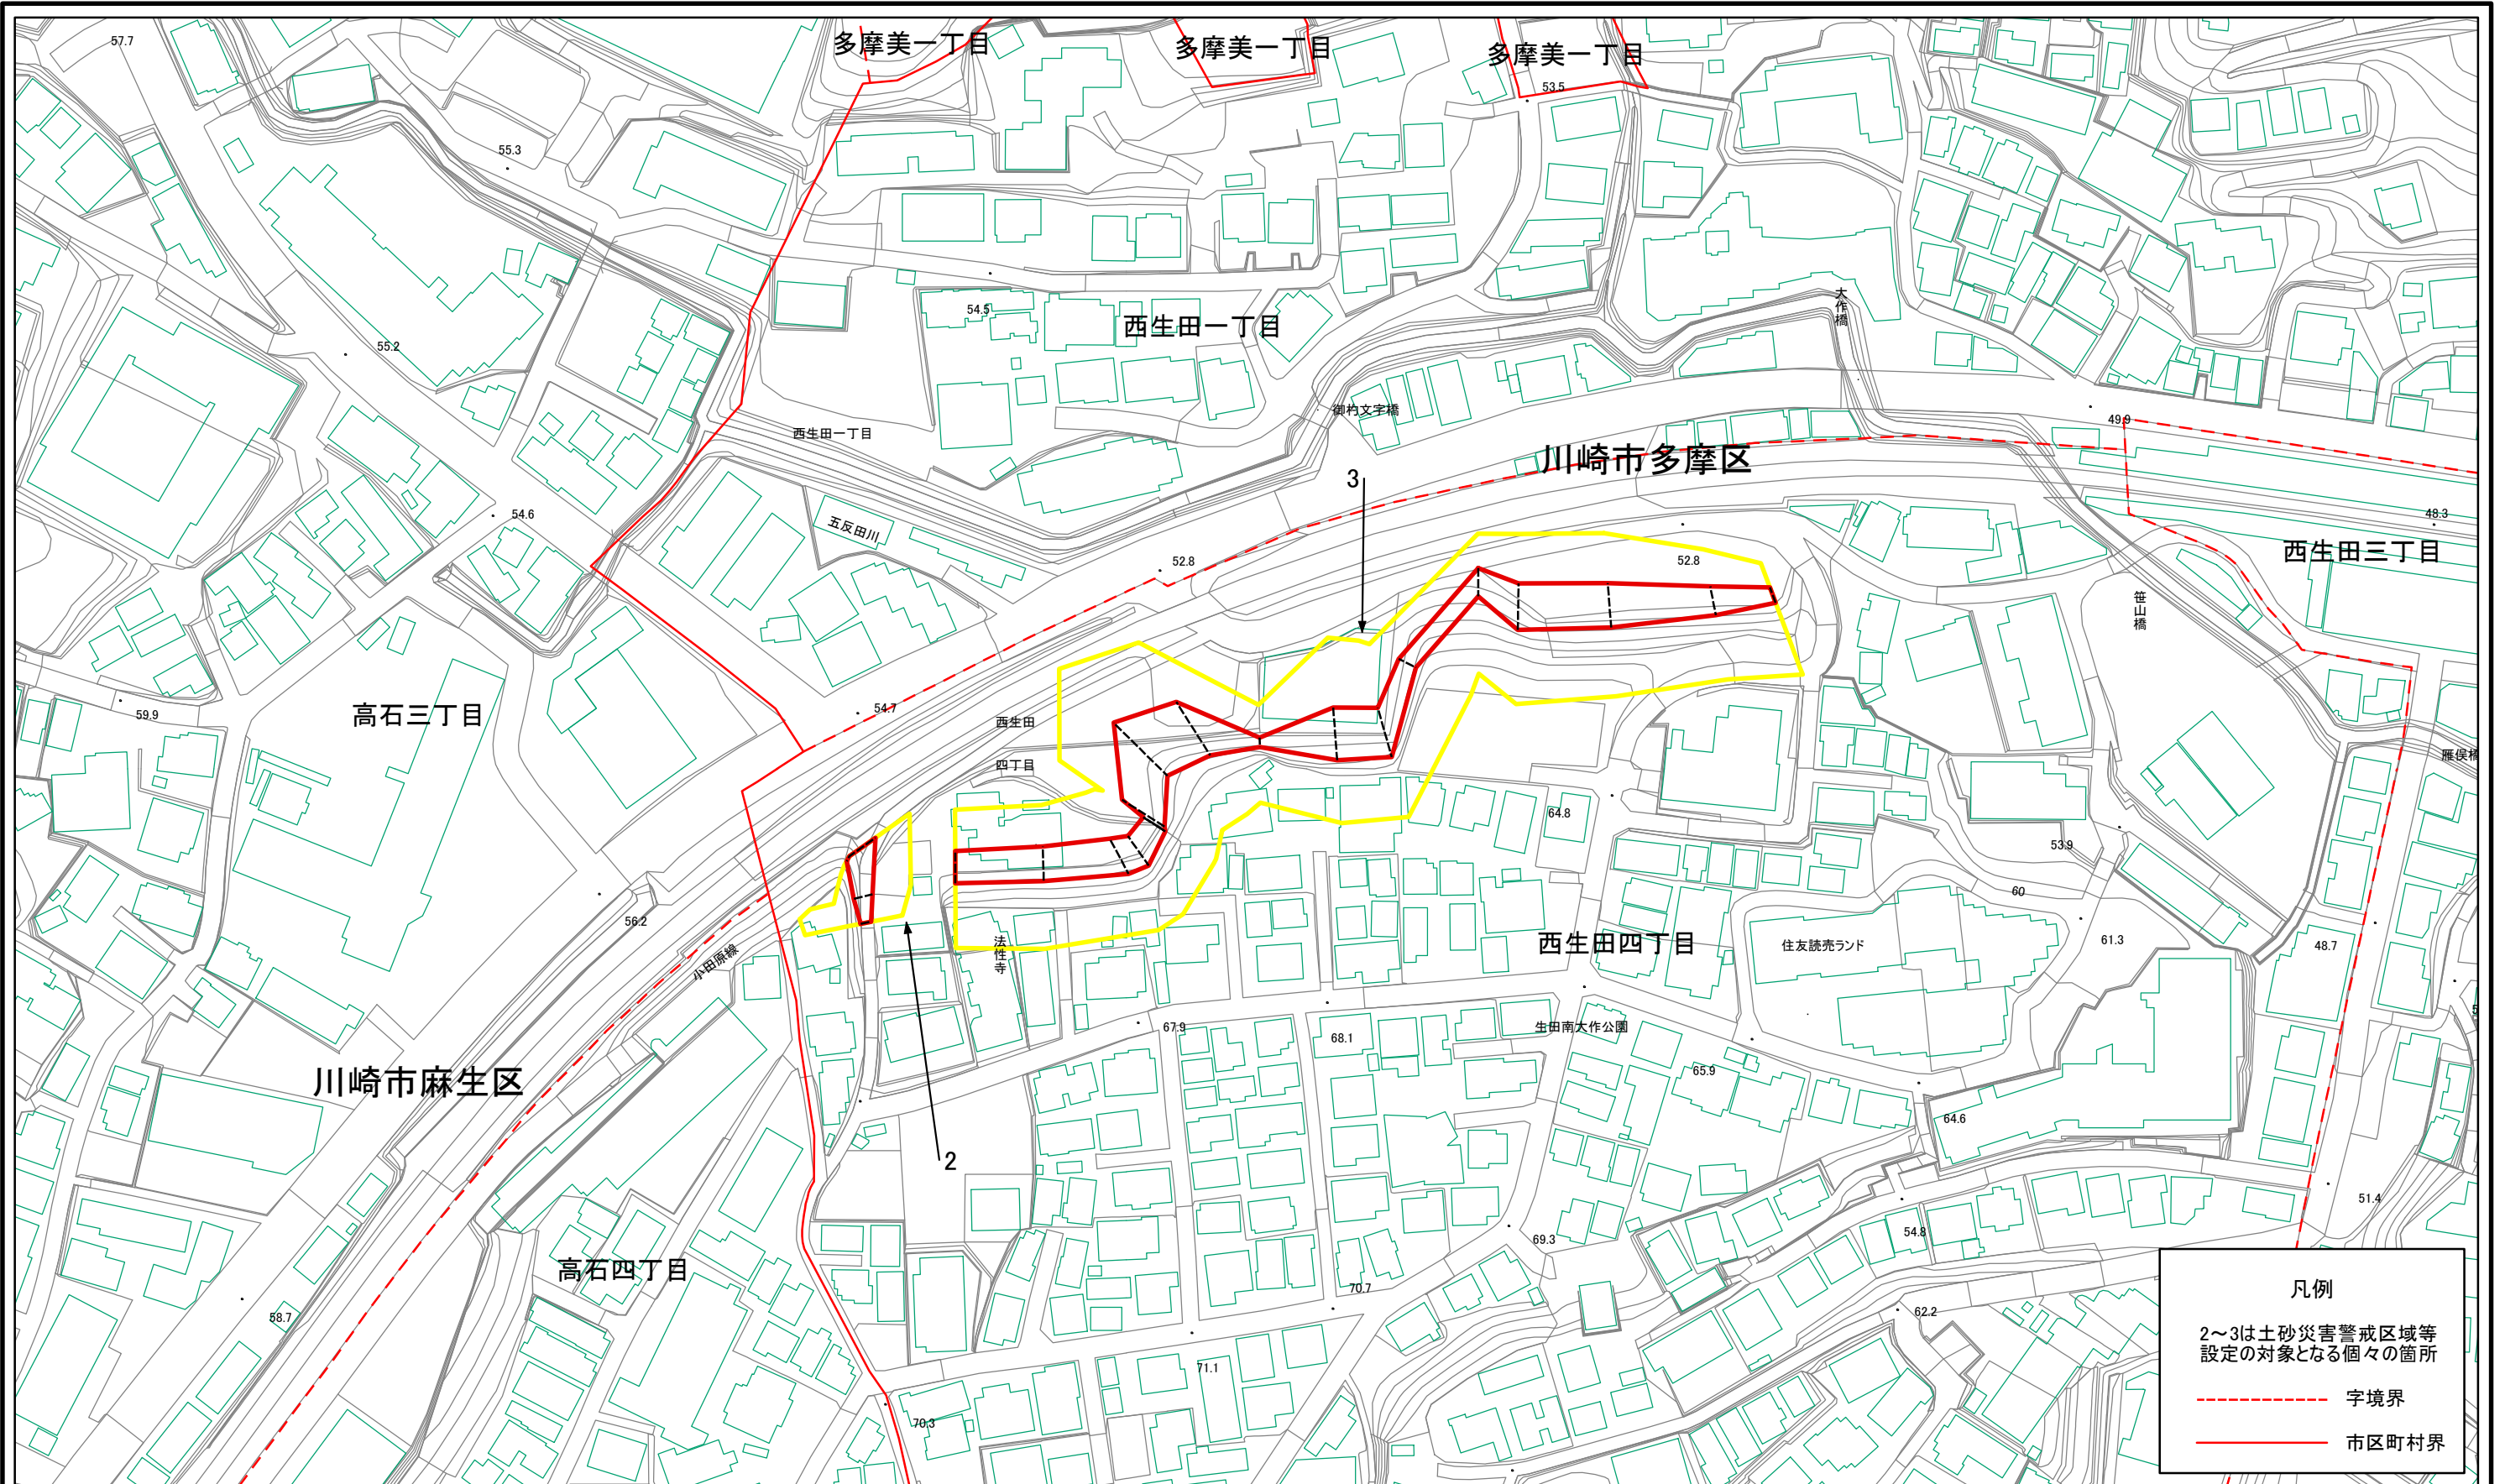 57.7
多摩美一丁目
多摩美一丁目
多摩美一丁目
53.5
55.3
大作橋
54.5
西生田一丁目
55.2
御杓文字橋
西生田一丁目
49.9
川崎市多摩区
3
54.6
五反田川
48.3
西生田三丁目
52.8
52.8
笹山橋
59.9
高石三丁目
54.7
西生田
四丁目
雁俣橋
64.8
53.9
60
56.2
小田原線
法性寺
西生田四丁目
住友読売ランド
61.3
48.7
67.9
68.1
生田南大作公園
65.9
川崎市麻生区
64.6
2
51.4
54.8
69.3
高石四丁目
70.7
58.7
62.2
71.1
70.3
凡例
2～3は土砂災害警戒区域等
設定の対象となる個々の箇所
字境界
市区町村界